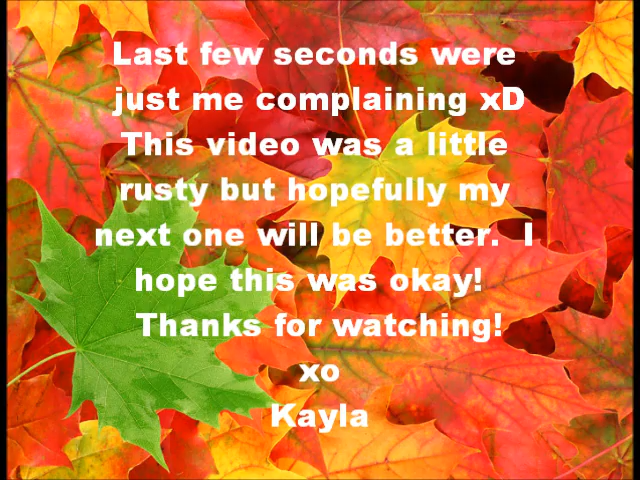 Last few seconds were
just me complaining xD
This video was a little
rusty but hopefully my
next one will be better.  I
hope this was okay!
Thanks for watching!
xo
Kayla